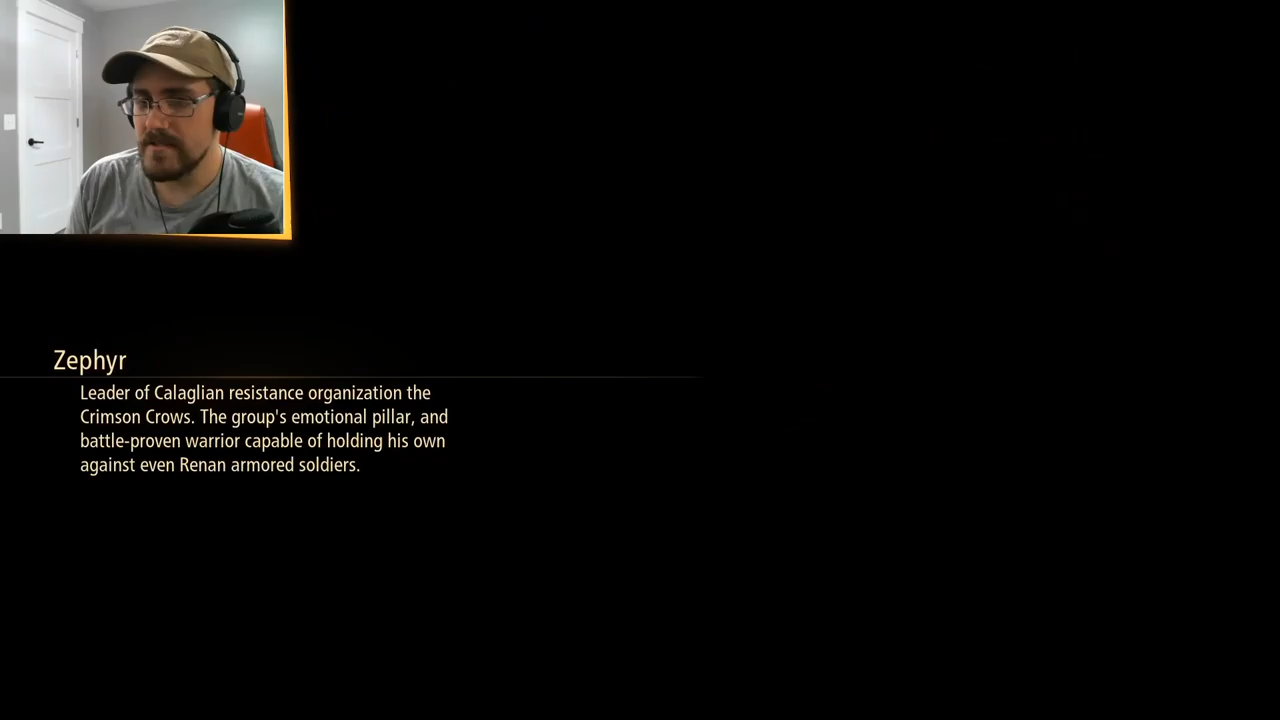 Zephyr
Leader of Calaglian resistance organization the
Crimson Crows. The group's emotional pillar, and
battle-proven warrior capable of holding his own
against even Renan armored soldiers.